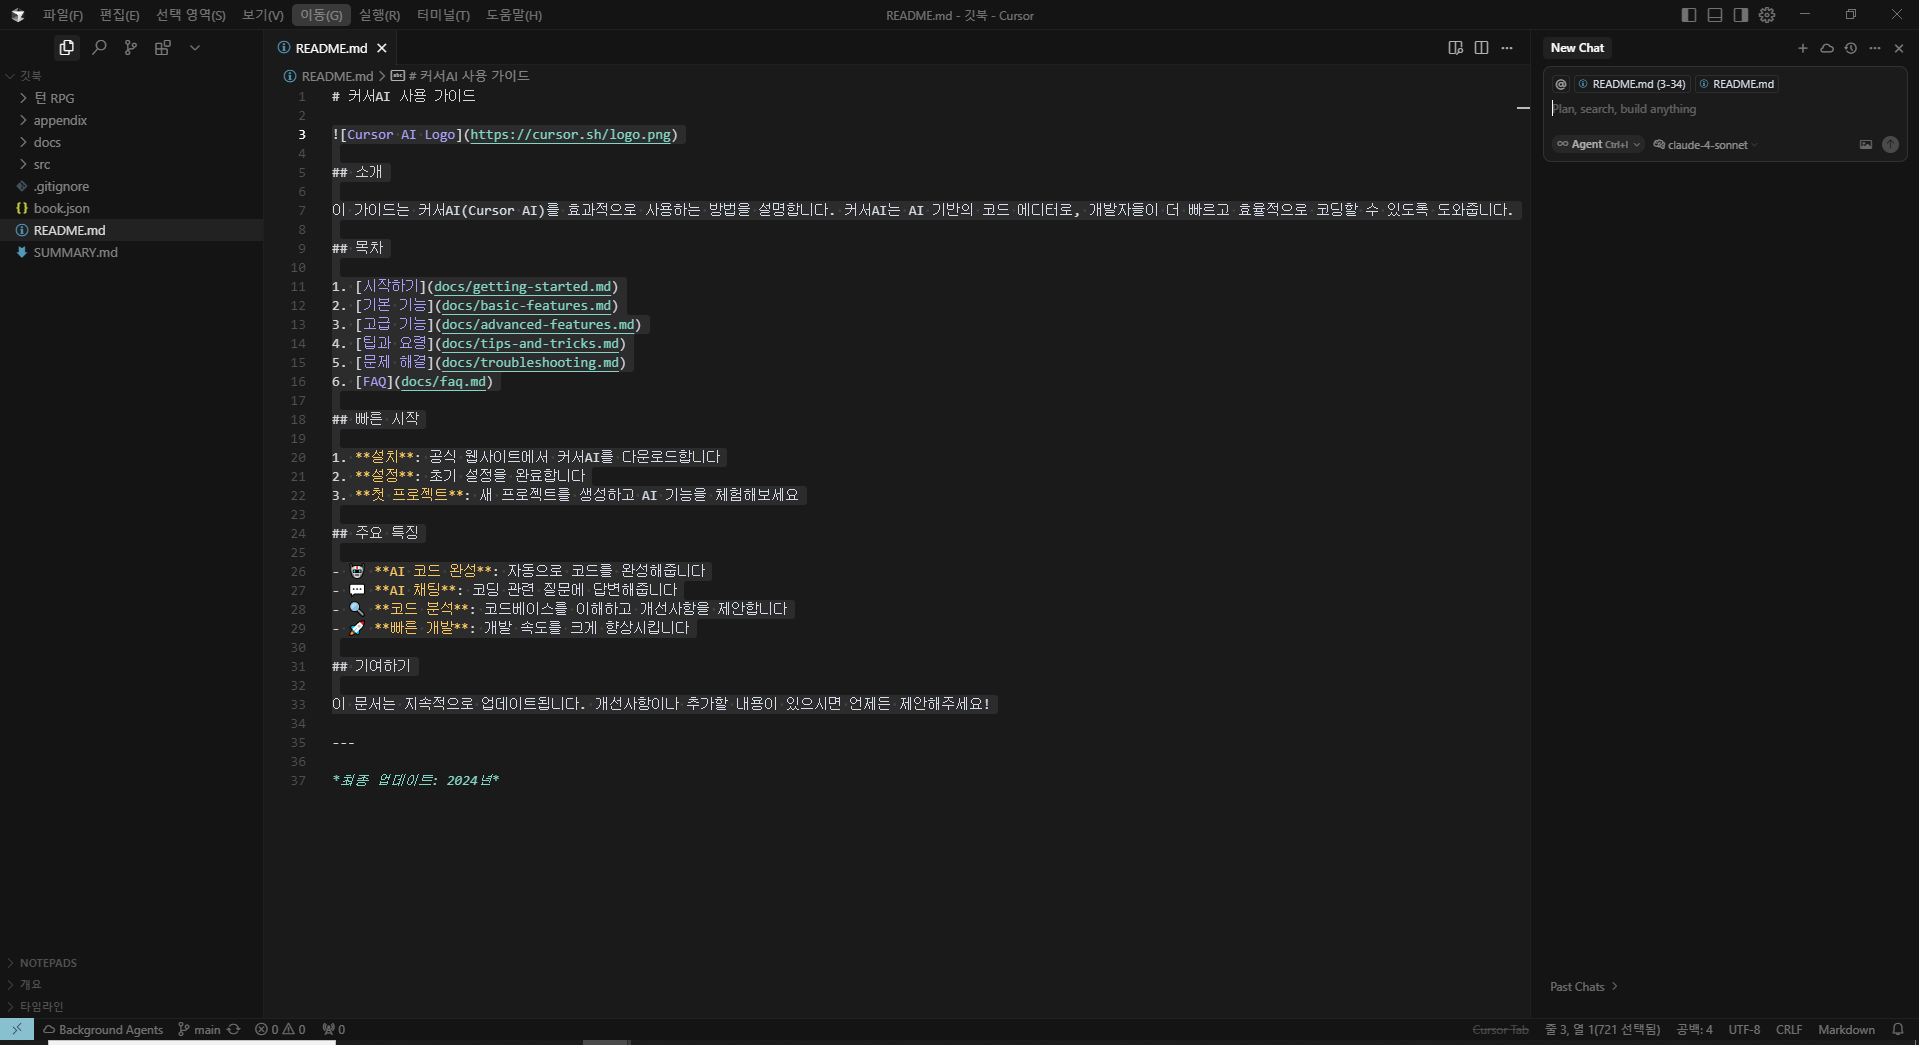 파일(F) 편집(E) 선택 영역(S) 보기(V) 이동(G) 실행(R) 터미널(T) 도움말(H)
README.md - 깃북 - Cursor
깃북
턴 RPG
appendix
docs
src
.gitignore
book.json
README.md
SUMMARY.md
NOTEPADS
개요
타임라인
README.md
README.md > # 커서AI 사용 가이드
1 # 커서AI 사용 가이드
2
3 ![Cursor AI Logo](https://cursor.sh/logo.png)
4
5 ## 소개
6
7 이 가이드는 커서AI(Cursor AI)를 효과적으로 사용하는 방법을 설명합니다. 커서AI는 AI 기반의 코드 에디터로, 개발자들이 더 빠르고 효율적으로 코딩할 수 있도록 도와줍니다.
8
9 ## 목차
10
11 1. [시작하기](docs/getting-started.md)
12 2. [기본 기능](docs/basic-features.md)
13 3. [고급 기능](docs/advanced-features.md)
14 4. [팁과 요령](docs/tips-and-tricks.md)
15 5. [문제 해결](docs/troubleshooting.md)
16 6. [FAQ](docs/faq.md)
17
18 ## 빠른 시작
19
20 1. **설치**: 공식 웹사이트에서 커서AI를 다운로드합니다
21 2. **설정**: 초기 설정을 완료합니다
22 3. **첫 프로젝트**: 새 프로젝트를 생성하고 AI 기능을 체험해보세요
23
24 ## 주요 특징
25
26 - 🤖 **AI 코드 완성**: 자동으로 코드를 완성해줍니다
27 - 💬 **AI 채팅**: 코딩 관련 질문에 답변해줍니다
28 - 🔍 **코드 분석**: 코드베이스를 이해하고 개선사항을 제안합니다
29 - 🚀 **빠른 개발**: 개발 속도를 크게 향상시킵니다
30
31 ## 기여하기
32
33 이 문서는 지속적으로 업데이트됩니다. 개선사항이나 추가할 내용이 있으시면 언제든 제안해주세요!
34
35 ---
36
37 *최종 업데이트: 2024년*
New Chat
@ README.md (3-34) README.md
Plan, search, build anything
Agent Ctrl+I claude-4-sonnet
Past Chats
Background Agents main 0 0 0
Cursor Tab 줄 3, 열 1(721 선택됨) 공백: 4 UTF-8 CRLF Markdown